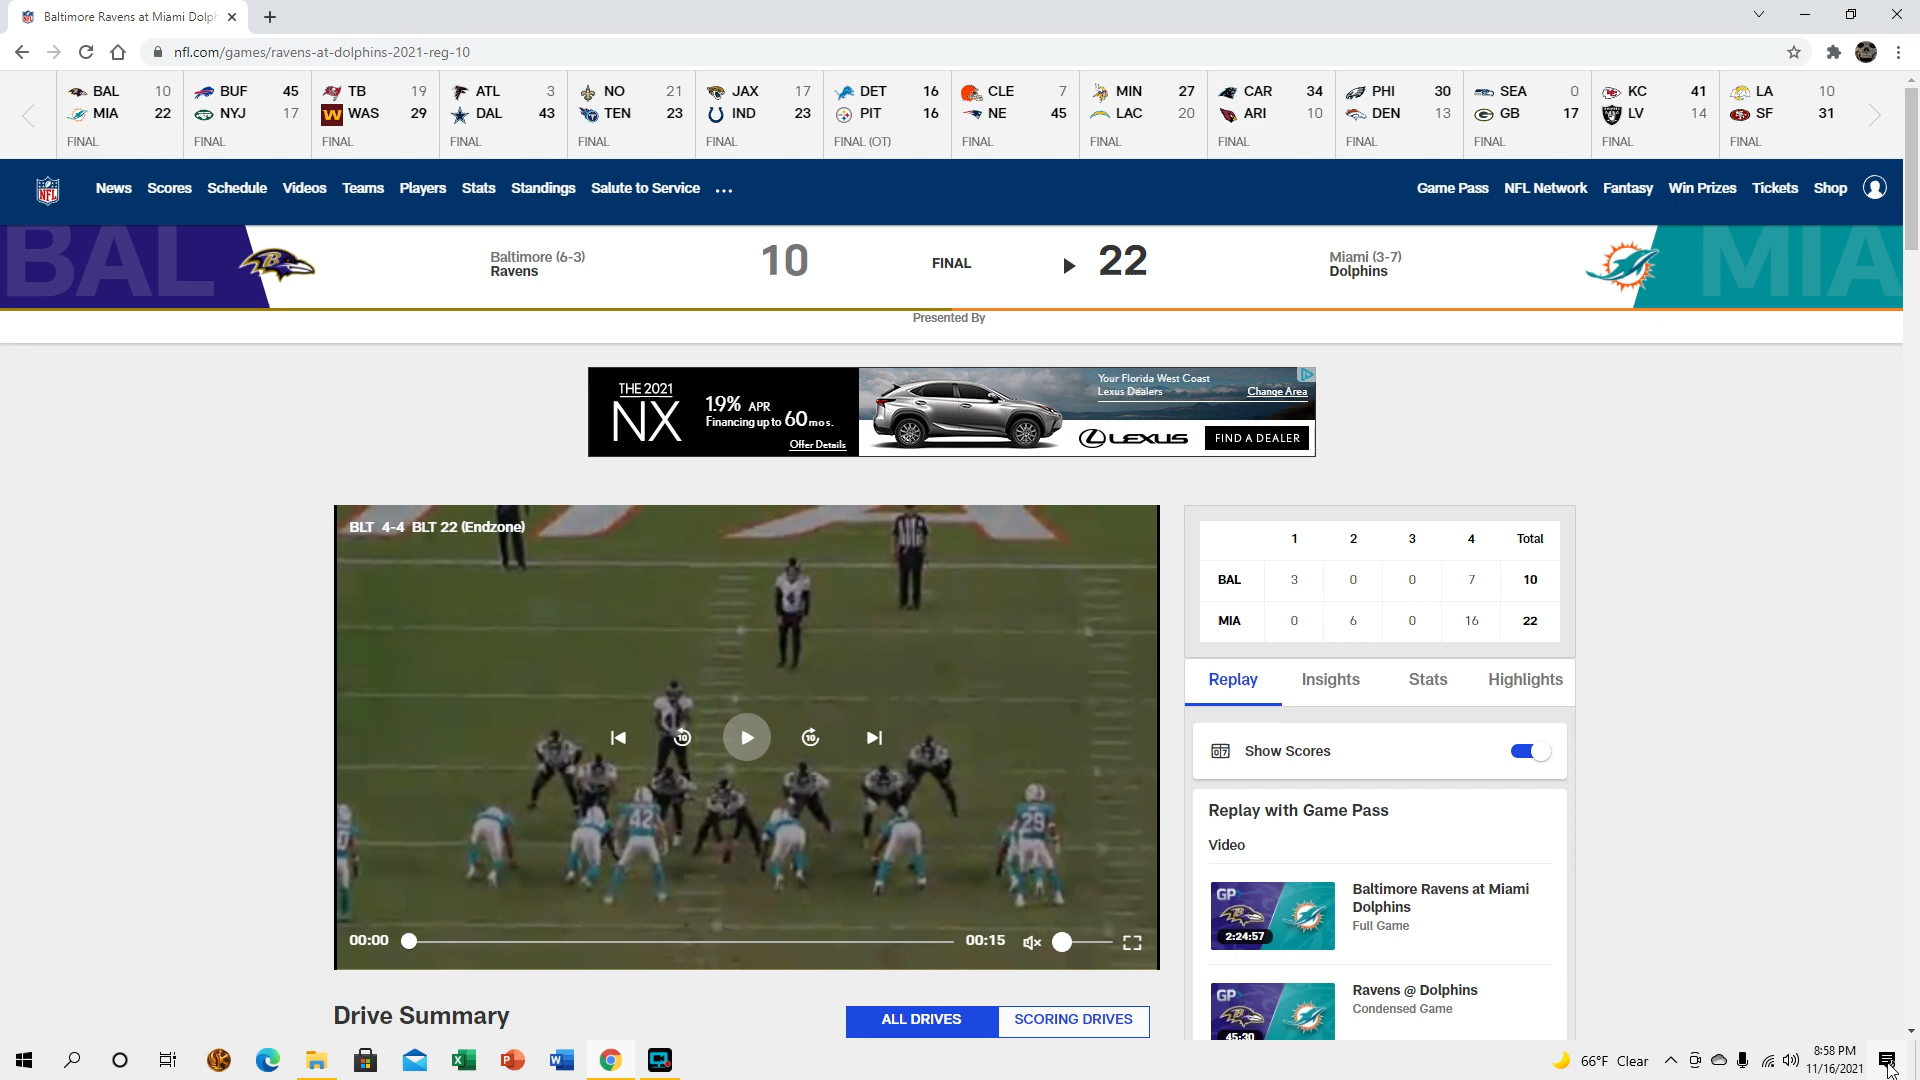 Baltimore Ravens at Miami Dolph
nfl.com/games/ravens-at-dolphins-2021-reg-10
BAL 10
MIA 22
FINAL
BUF 45
NYJ 17
FINAL
TB 19
WAS 29
FINAL
ATL 3
DAL 43
FINAL
NO 21
TEN 23
FINAL
JAX 17
IND 23
FINAL
DET 16
PIT 16
FINAL (OT)
CLE 7
NE 45
FINAL
MIN 27
LAC 20
FINAL
CAR 34
ARI 10
FINAL
PHI 30
DEN 13
FINAL
SEA 0
GB 17
FINAL
KC 41
LV 14
FINAL
LA 10
SF 31
FINAL
NFL News Scores Schedule Videos Teams Players Stats Standings Salute to Service ... Game Pass NFL Network Fantasy Win Prizes Tickets Shop
BAL
Baltimore (6-3)
Ravens
10
FINAL
22
Miami (3-7)
Dolphins
MIA
Presented By
THE 2021
NX
1.9% APR
Financing up to 60 mos.
Offer Details
Your Florida West Coast
Lexus Dealers
Change Area
LEXUS
FIND A DEALER
BLT 4-4 BLT 22 (Endzone)
42
29
10
10
00:00
00:15
1 2 3 4 Total
BAL 3 0 0 7 10
MIA 0 6 0 16 22
Replay Insights Stats Highlights
Show Scores
Replay with Game Pass
Video
GP
2:24:57
Baltimore Ravens at Miami
Dolphins
Full Game
GP
45:30
Ravens @ Dolphins
Condensed Game
Drive Summary
ALL DRIVES
SCORING DRIVES
66°F Clear
8:58 PM
11/16/2021